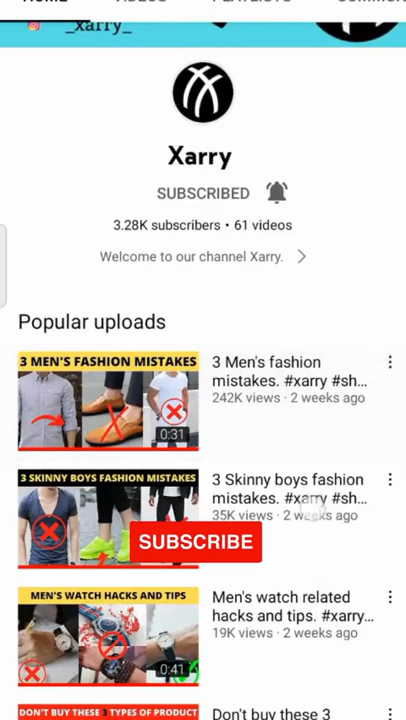 HOME VIDEOS PLAYLISTS
_xarry_
Xarry
SUBSCRIBED
3.28K subscribers • 61 videos
Welcome to our channel Xarry.
Popular uploads
3 MEN'S FASHION MISTAKES
0:31
3 Men's fashion
mistakes. #xarry #sh...
242K views · 2 weeks ago
3 SKINNY BOYS FASHION MISTAKES
3 Skinny boys fashion
mistakes. #xarry #sh...
35K views · 2 weeks ago
SUBSCRIBE
MEN'S WATCH HACKS AND TIPS
0:41
Men's watch related
hacks and tips. #xarry...
19K views · 2 weeks ago
DON'T BUY THESE 3 TYPES OF PRODUCT
Don't buy these 3